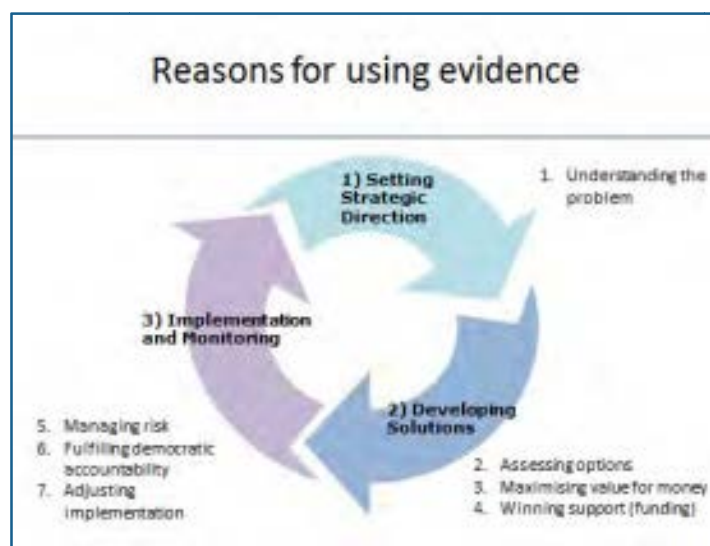 Reasons for using evidence
1) Setting
Strategic
Direction
1. Understanding the
problem
3) Implementation
and Monitoring
2) Developing
Solutions
5. Managing risk
6. Fulfilling democratic
accountability
7. Adjusting
implementation
2. Assessing options
3. Maximising value for money
4. Winning support (funding)